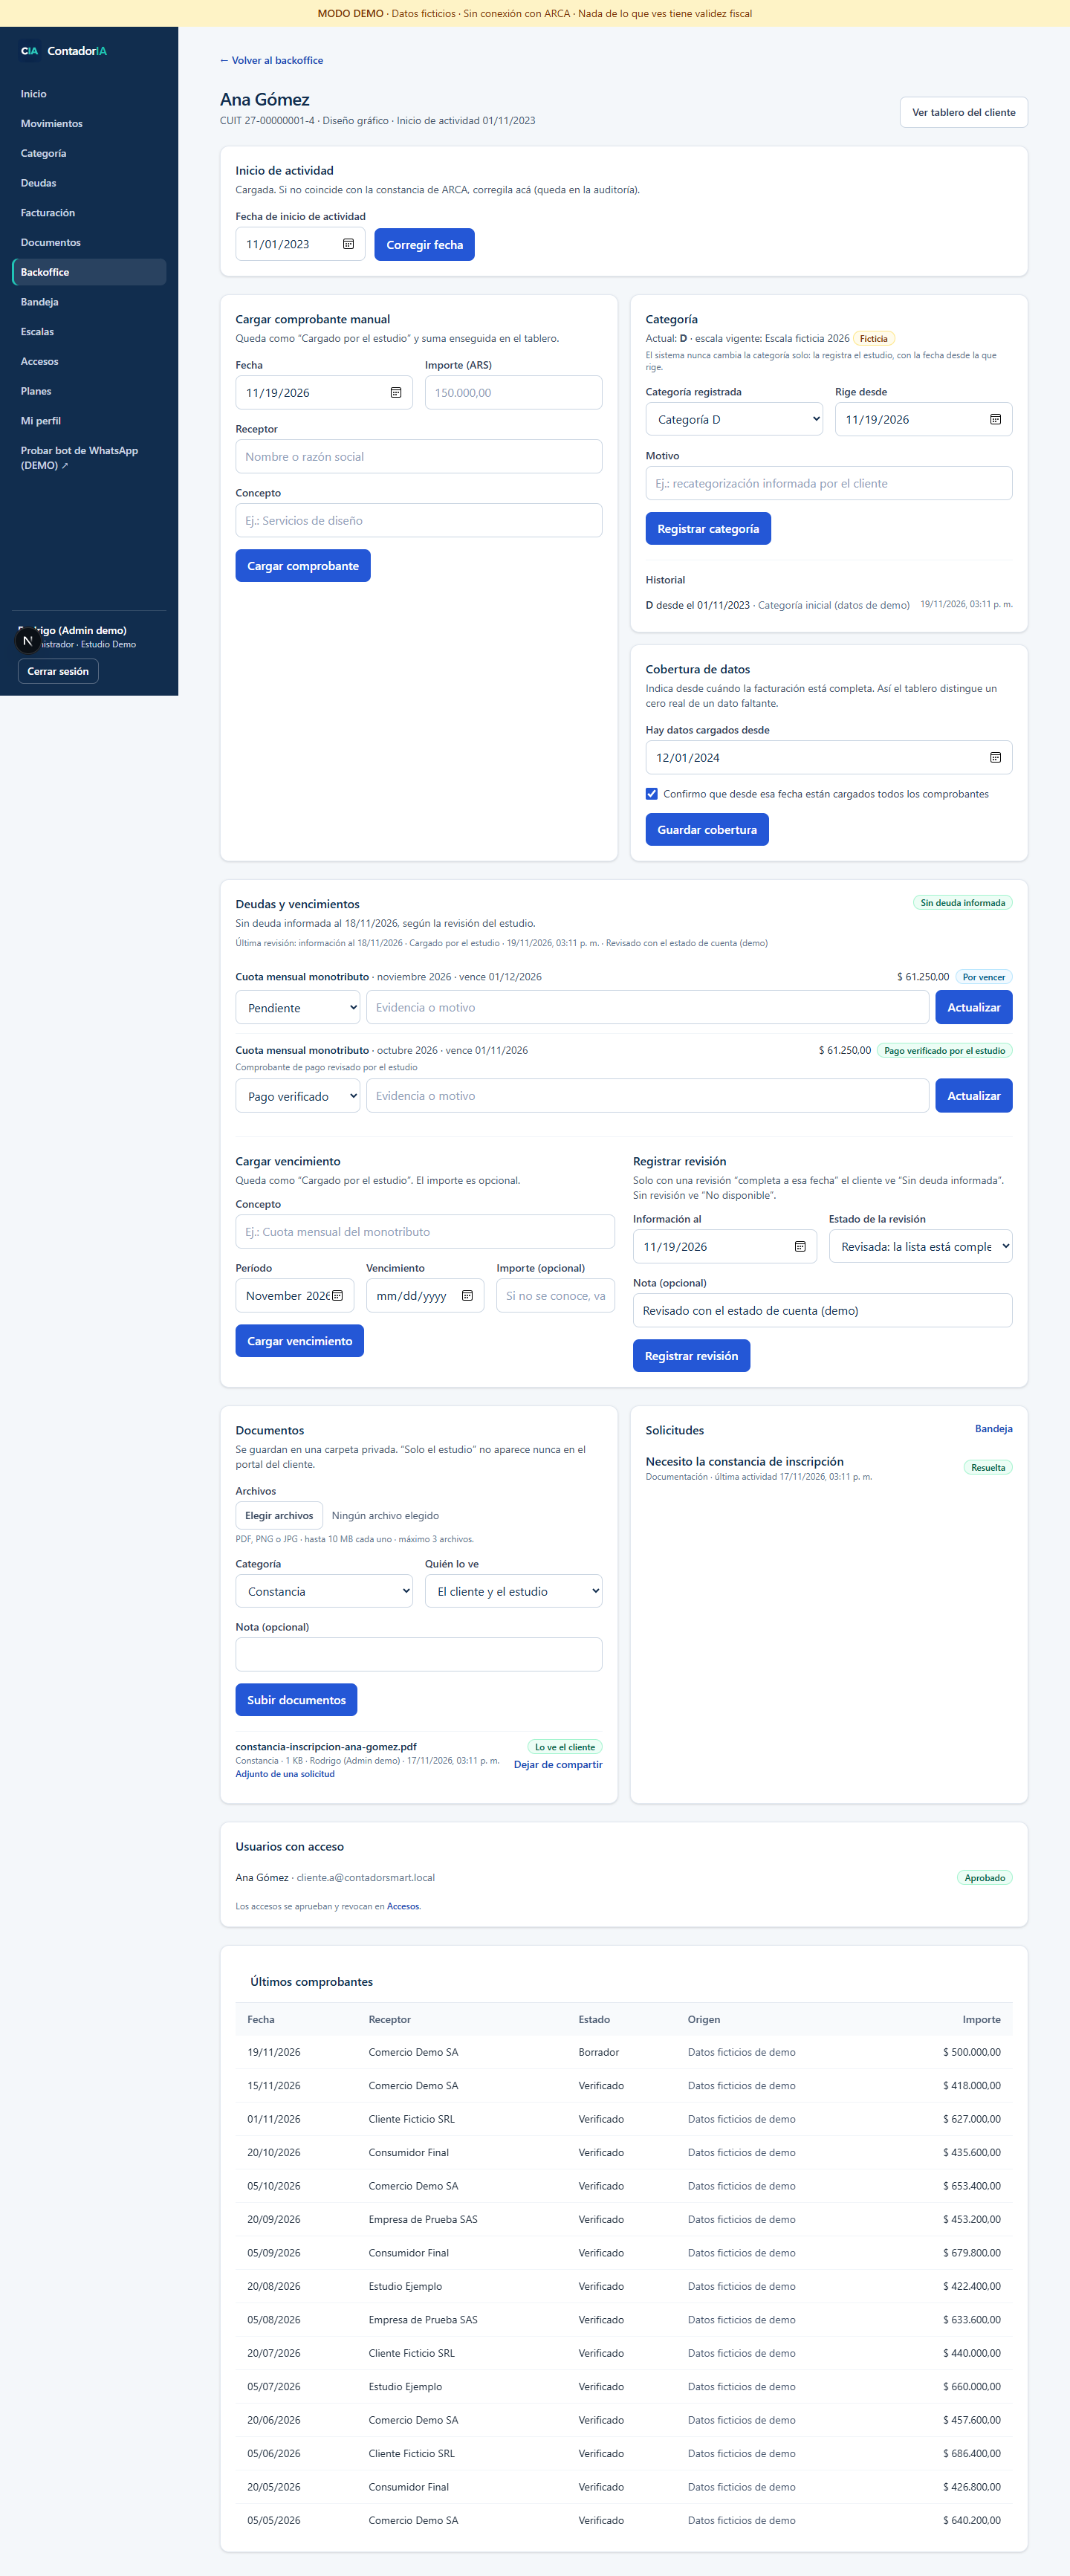 MODO DEMO · Datos ficticios · Sin conexión con ARCA · Nada de lo que ves tiene validez fiscal
CIA ContadorIA
Inicio
Movimientos
Categoría
Deudas
Facturación
Documentos
Backoffice
Bandeja
Escalas
Accesos
Planes
Mi perfil
Probar bot de WhatsApp
(DEMO) ↗
(Admin demo)
N
· Estudio Demo
Cerrar sesión
← Volver al backoffice
Ana Gómez
CUIT 27-00000001-4 · Diseño gráfico · Inicio de actividad 01/11/2023
Ver tablero del cliente
Inicio de actividad
Cargada. Si no coincide con la constancia de ARCA, corregila acá (queda en la auditoría).
Fecha de inicio de actividad
11/01/2023
Corregir fecha
Cargar comprobante manual
Queda como “Cargado por el estudio” y suma enseguida en el tablero.
Fecha
Importe (ARS)
11/19/2026
150.000,00
Receptor
Nombre o razón social
Concepto
Ej.: Servicios de diseño
Cargar comprobante
Categoría
Actual: D · escala vigente: Escala ficticia 2026 Ficticia
El sistema nunca cambia la categoría solo: la registra el estudio, con la fecha desde la que
rige.
Categoría registrada
Rige desde
Categoría D
11/19/2026
Motivo
Ej.: recategorización informada por el cliente
Registrar categoría
Historial
D desde el 01/11/2023 · Categoría inicial (datos de demo) 19/11/2026, 03:11 p. m.
Cobertura de datos
Indica desde cuándo la facturación está completa. Así el tablero distingue un
cero real de un dato faltante.
Hay datos cargados desde
12/01/2024
Confirmo que desde esa fecha están cargados todos los comprobantes
Guardar cobertura
Deudas y vencimientos
Sin deuda informada
Sin deuda informada al 18/11/2026, según la revisión del estudio.
Última revisión: información al 18/11/2026 · Cargado por el estudio · 19/11/2026, 03:11 p. m. · Revisado con el estado de cuenta (demo)
Cuota mensual monotributo · noviembre 2026 · vence 01/12/2026
$ 61.250,00 Por vencer
Pendiente
Evidencia o motivo
Actualizar
Cuota mensual monotributo · octubre 2026 · vence 01/11/2026
$ 61.250,00 Pago verificado por el estudio
Comprobante de pago revisado por el estudio
Pago verificado
Evidencia o motivo
Actualizar
Cargar vencimiento
Queda como “Cargado por el estudio”. El importe es opcional.
Concepto
Ej.: Cuota mensual del monotributo
Período
Vencimiento
Importe (opcional)
November 2026
mm/dd/yyyy
Si no se conoce, va
Cargar vencimiento
Registrar revisión
Solo con una revisión “completa a esa fecha” el cliente ve “Sin deuda informada”.
Sin revisión ve “No disponible”.
Información al
Estado de la revisión
11/19/2026
Revisada: la lista está comple
Nota (opcional)
Revisado con el estado de cuenta (demo)
Registrar revisión
Documentos
Se guardan en una carpeta privada. “Solo el estudio” no aparece nunca en el
portal del cliente.
Archivos
Elegir archivos
Ningún archivo elegido
PDF, PNG o JPG · hasta 10 MB cada uno · máximo 3 archivos.
Categoría
Quién lo ve
Constancia
El cliente y el estudio
Nota (opcional)
Subir documentos
constancia-inscripcion-ana-gomez.pdf
Lo ve el cliente
Constancia · 1 KB · Rodrigo (Admin demo) · 17/11/2026, 03:11 p. m.
Dejar de compartir
Adjunto de una solicitud
Solicitudes
Bandeja
Necesito la constancia de inscripción
Resuelta
Documentación · última actividad 17/11/2026, 03:11 p. m.
Usuarios con acceso
Ana Gómez · cliente.a@contadorsmart.local
Aprobado
Los accesos se aprueban y revocan en Accesos.
Últimos comprobantes
Fecha Receptor Estado Origen Importe
19/11/2026 Comercio Demo SA Borrador Datos ficticios de demo $ 500.000,00
15/11/2026 Comercio Demo SA Verificado Datos ficticios de demo $ 418.000,00
01/11/2026 Cliente Ficticio SRL Verificado Datos ficticios de demo $ 627.000,00
20/10/2026 Consumidor Final Verificado Datos ficticios de demo $ 435.600,00
05/10/2026 Comercio Demo SA Verificado Datos ficticios de demo $ 653.400,00
20/09/2026 Empresa de Prueba SAS Verificado Datos ficticios de demo $ 453.200,00
05/09/2026 Consumidor Final Verificado Datos ficticios de demo $ 679.800,00
20/08/2026 Estudio Ejemplo Verificado Datos ficticios de demo $ 422.400,00
05/08/2026 Empresa de Prueba SAS Verificado Datos ficticios de demo $ 633.600,00
20/07/2026 Cliente Ficticio SRL Verificado Datos ficticios de demo $ 440.000,00
05/07/2026 Estudio Ejemplo Verificado Datos ficticios de demo $ 660.000,00
20/06/2026 Comercio Demo SA Verificado Datos ficticios de demo $ 457.600,00
05/06/2026 Cliente Ficticio SRL Verificado Datos ficticios de demo $ 686.400,00
20/05/2026 Consumidor Final Verificado Datos ficticios de demo $ 426.800,00
05/05/2026 Comercio Demo SA Verificado Datos ficticios de demo $ 640.200,00